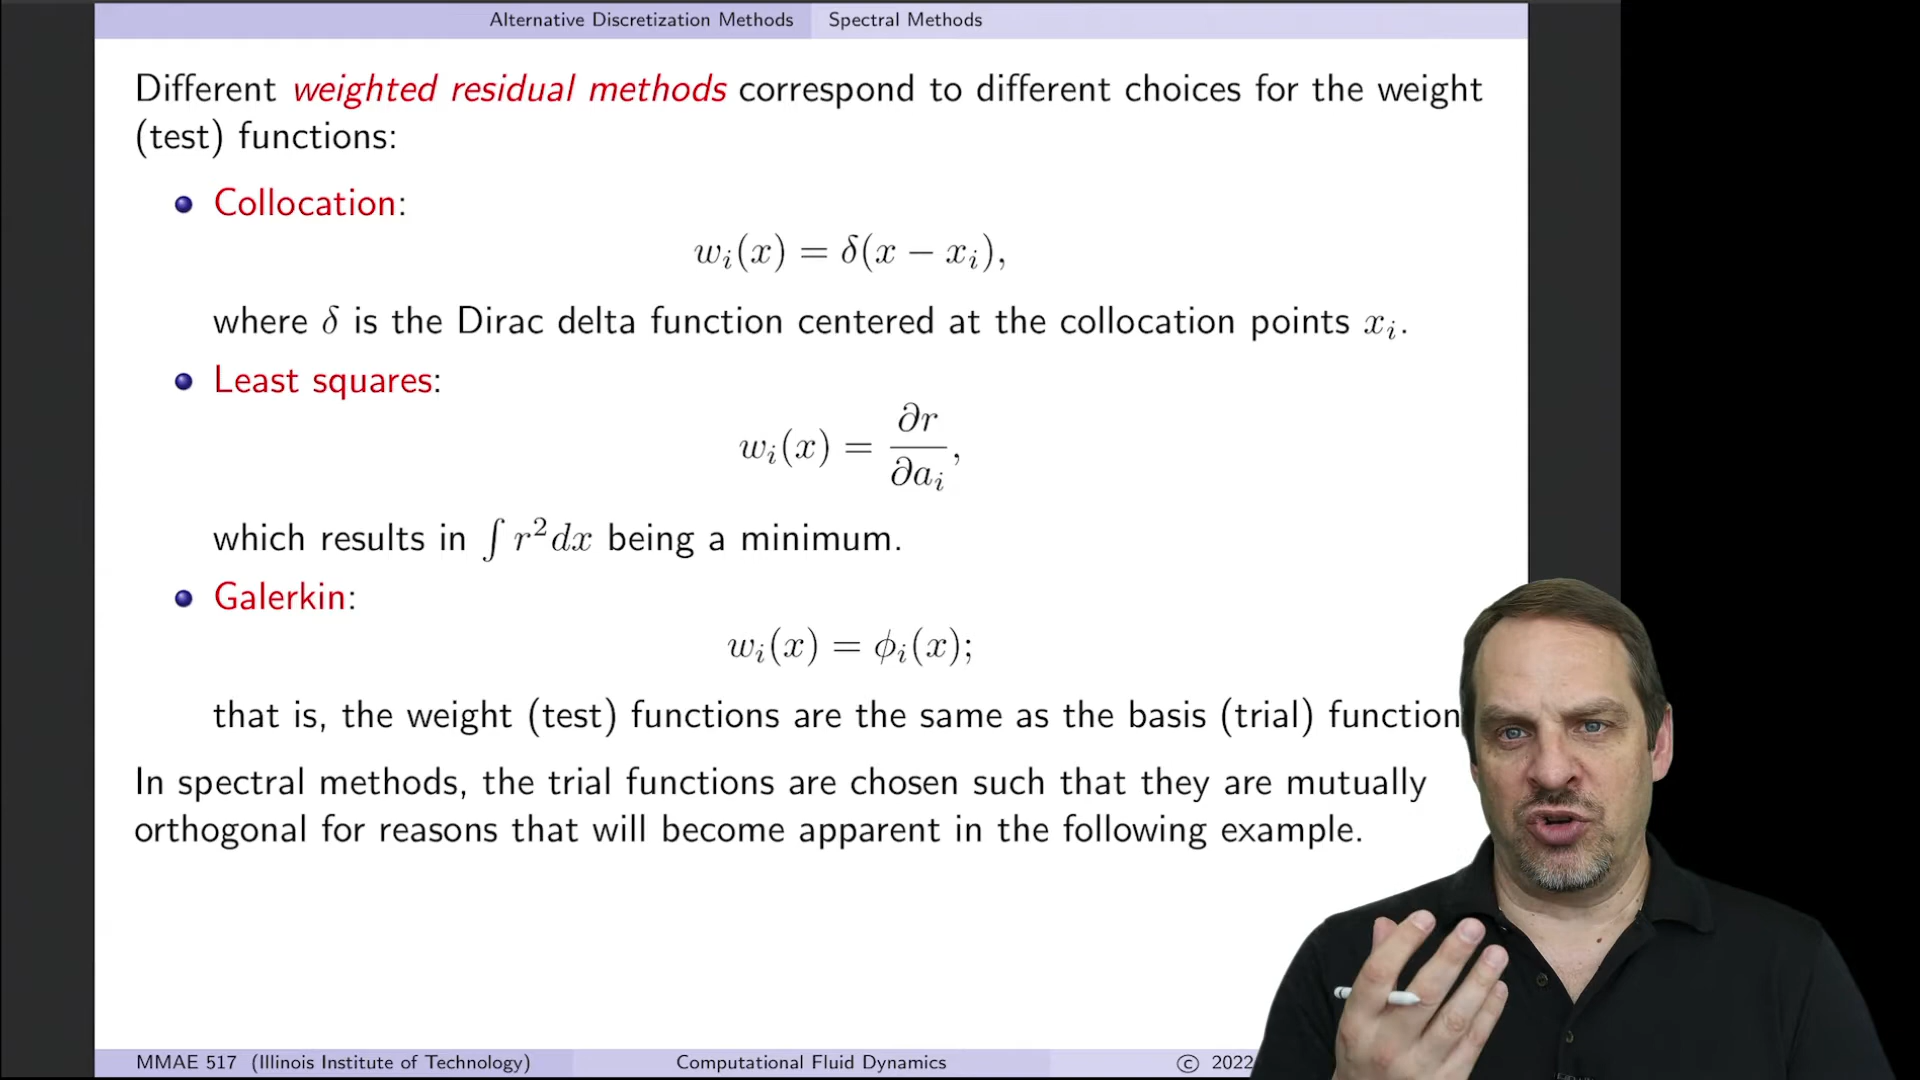 Alternative Discretization Methods Spectral Methods
Different weighted residual methods correspond to different choices for the weight
(test) functions:
Collocation:
w_i(x) = δ(x − x_i),
where δ is the Dirac delta function centered at the collocation points x_i.
Least squares:
w_i(x) = ∂r/∂a_i,
which results in ∫ r²dx being a minimum.
Galerkin:
w_i(x) = ϕ_i(x);
that is, the weight (test) functions are the same as the basis (trial) function
In spectral methods, the trial functions are chosen such that they are mutually
orthogonal for reasons that will become apparent in the following example.
MMAE 517 (Illinois Institute of Technology) Computational Fluid Dynamics © 2022